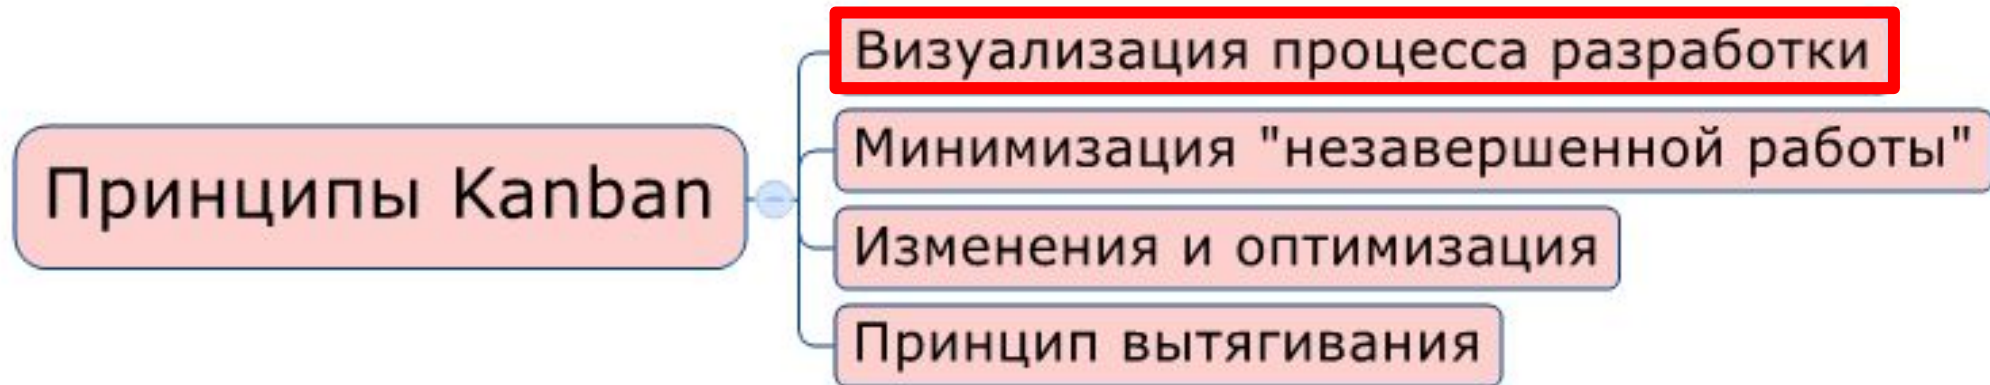 Принципы Kanban
Визуализация процесса разработки
Минимизация "незавершенной работы"
Изменения и оптимизация
Принцип вытягивания